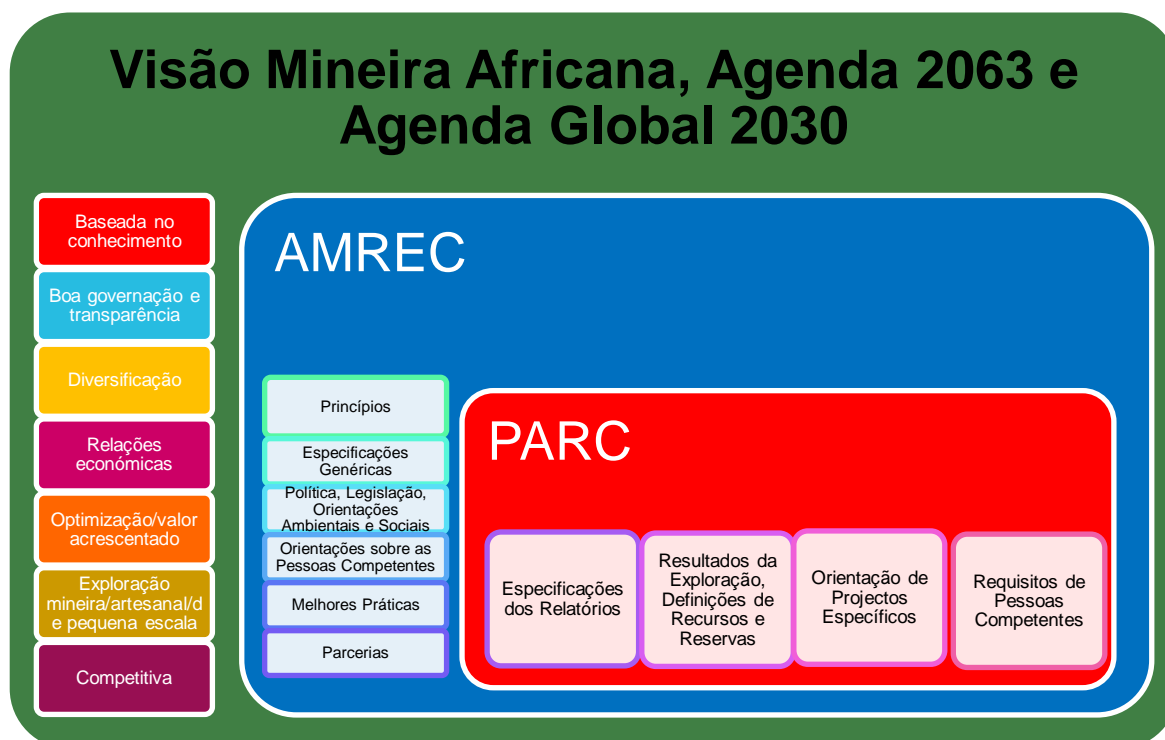 Visão Mineira Africana, Agenda 2063 e
Agenda Global 2030
Baseada no
conhecimento
Boa governação e
transparência
Diversificação
Relações
económicas
Optimização/valor
acrescentado
Exploração
mineira/artesanal/d
e pequena escala
Competitiva
AMREC
Princípios
Especificações
Genéricas
Política, Legislação,
Orientações
Ambientais e Sociais
Orientações sobre as
Pessoas Competentes
Melhores Práticas
Parcerias
PARC
Especificações
dos Relatórios
Resultados da
Exploração,
Definições de
Recursos e
Reservas
Orientação de
Projectos
Específicos
Requisitos de
Pessoas
Competentes